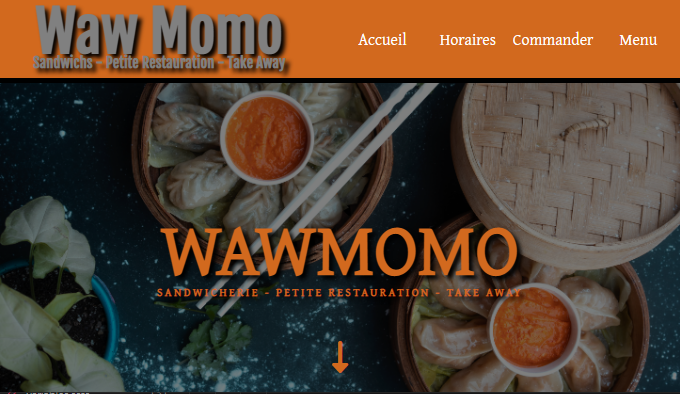 Waw Momo
Sandwichs - Petite Restauration - Take Away
Accueil Horaires Commander Menu
WAWMOMO
SANDWICHERIE - PETITE RESTAURATION - TAKE AWAY